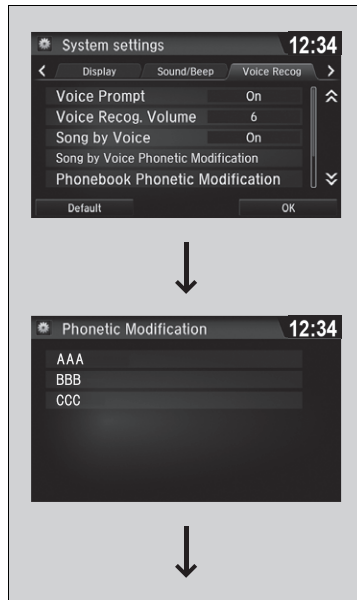 System settings 12:34
Display Sound/Beep Voice Recog
Voice Prompt On
Voice Recog. Volume 6
Song by Voice On
Song by Voice Phonetic Modification
Phonebook Phonetic Modification
Default OK
Phonetic Modification 12:34
AAA
BBB
CCC